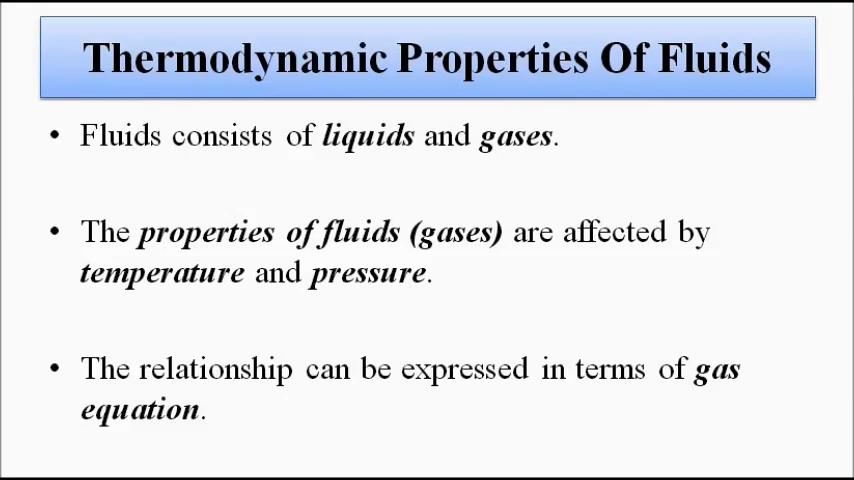 Thermodynamic Properties Of Fluids
• Fluids consists of liquids and gases.
• The properties of fluids (gases) are affected by
temperature and pressure.
• The relationship can be expressed in terms of gas
equation.